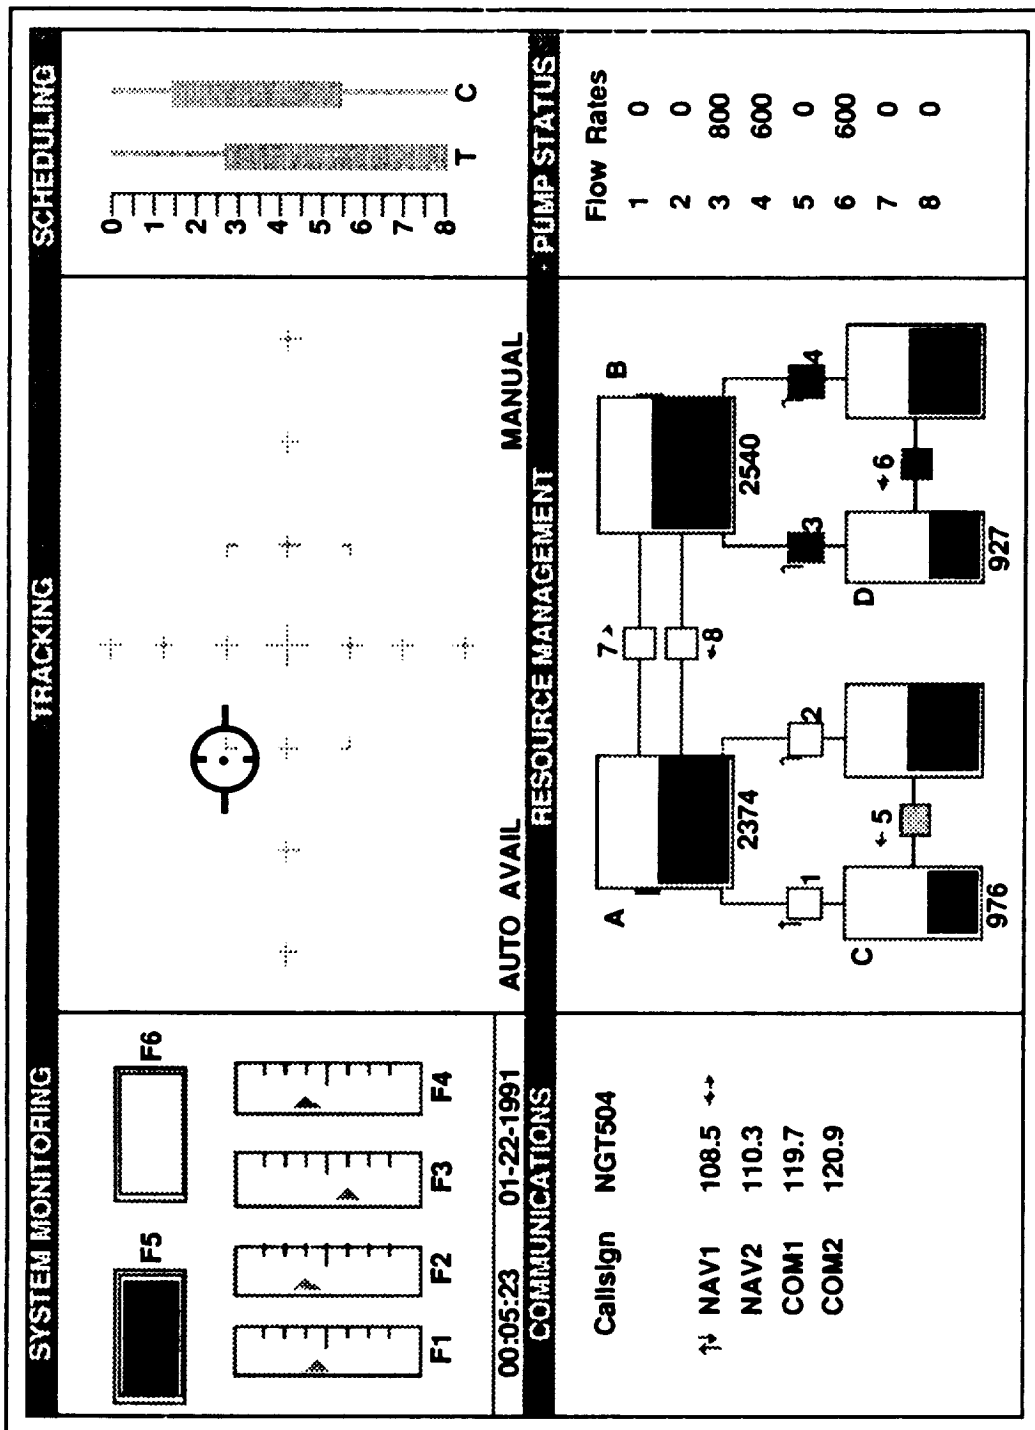 SYSTEM MONITORING
F5
F6
F1
F2
F3
F4
00:05:23 01-22-1991
TRACKING
AUTO AVAIL
MANUAL
SCHEDULING
0
1
2
3
4
5
6
7
8
T
C
COMMUNICATIONS
Callsign NGT504
NAV1 108.5
NAV2 110.3
COM1 119.7
COM2 120.9
RESOURCE MANAGEMENT
A
B
7
8
2374
2540
1
2
3
4
C
5
D
6
976
927
PUMP STATUS
Flow Rates
1 0
2 0
3 800
4 600
5 0
6 600
7 0
8 0